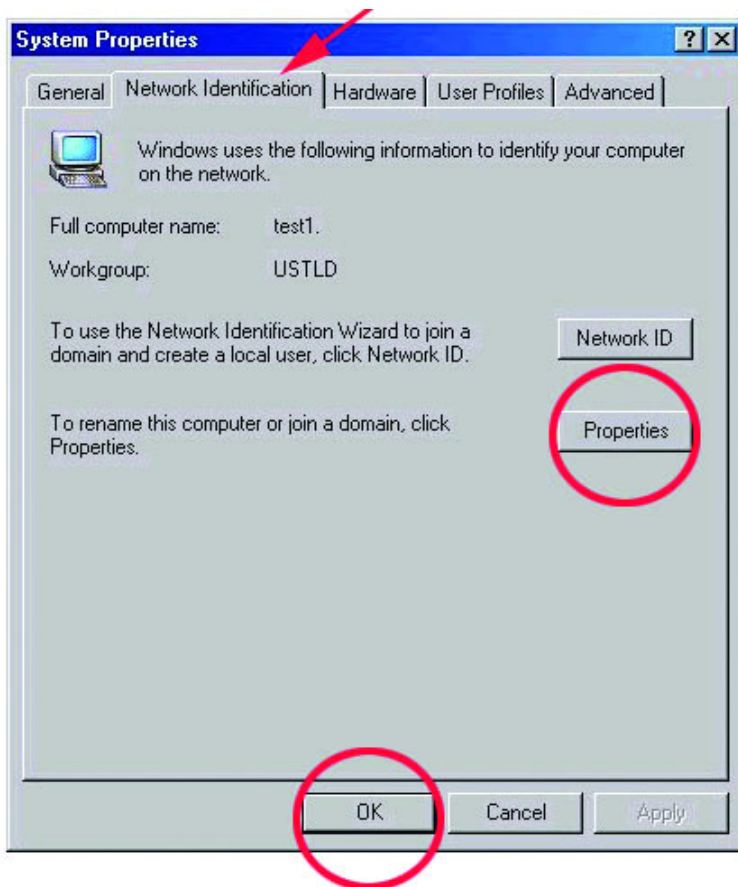 System Properties
?
General Network Identification Hardware User Profiles Advanced
Windows uses the following information to identify your computer
on the network.
Full computer name: test1.
Workgroup: USTLD
To use the Network Identification Wizard to join a
domain and create a local user, click Network ID.
Network ID
To rename this computer or join a domain, click
Properties.
Properties
OK Cancel Apply